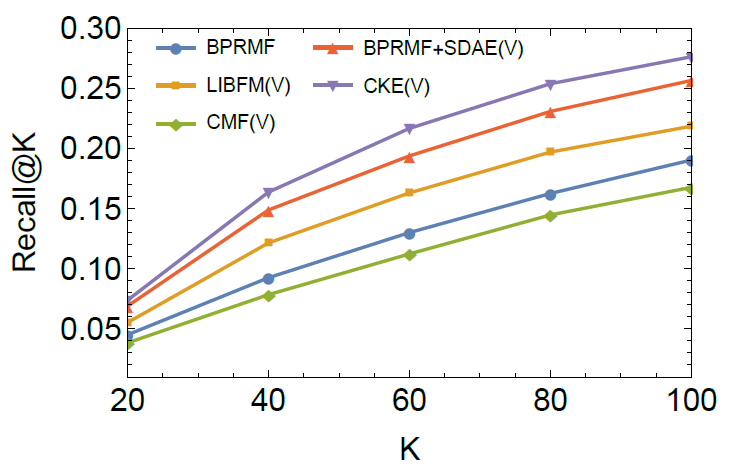 0.30
BPRMF
BPRMF+SDAE(V)
0.25
LIBFM(V)
CKE(V)
CMF(V)
0.20
Recall@K
0.15
0.10
0.05
20 40 60 80 100
K